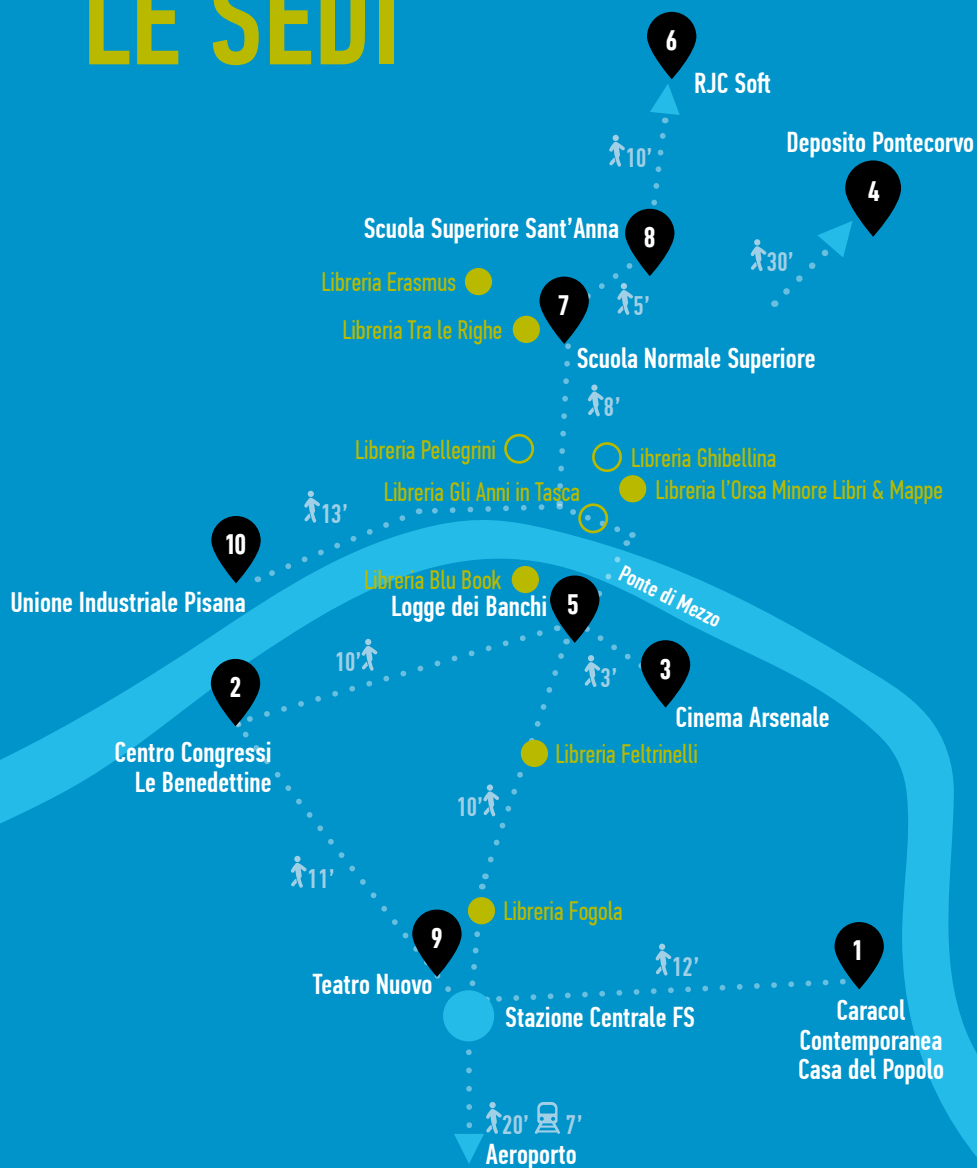 LE SEDI
6
RJC Soft
10'
Deposito Pontecorvo
4
30'
Scuola Superiore Sant'Anna
8
5'
Libreria Erasmus
7
Libreria Tra le Righe
Scuola Normale Superiore
8'
Libreria Pellegrini
Libreria Ghibellina
Libreria Gli Anni in Tasca
Libreria l'Orsa Minore Libri & Mappe
13'
10
Unione Industriale Pisana
Libreria Blu Book
Logge dei Banchi
5
Ponte di Mezzo
10'
3'
3
Cinema Arsenale
2
Centro Congressi
Le Benedettine
Libreria Feltrinelli
10'
11'
Libreria Fogola
9
Teatro Nuovo
12'
1
Caracol
Contemporanea
Casa del Popolo
Stazione Centrale FS
20' 7'
Aeroporto